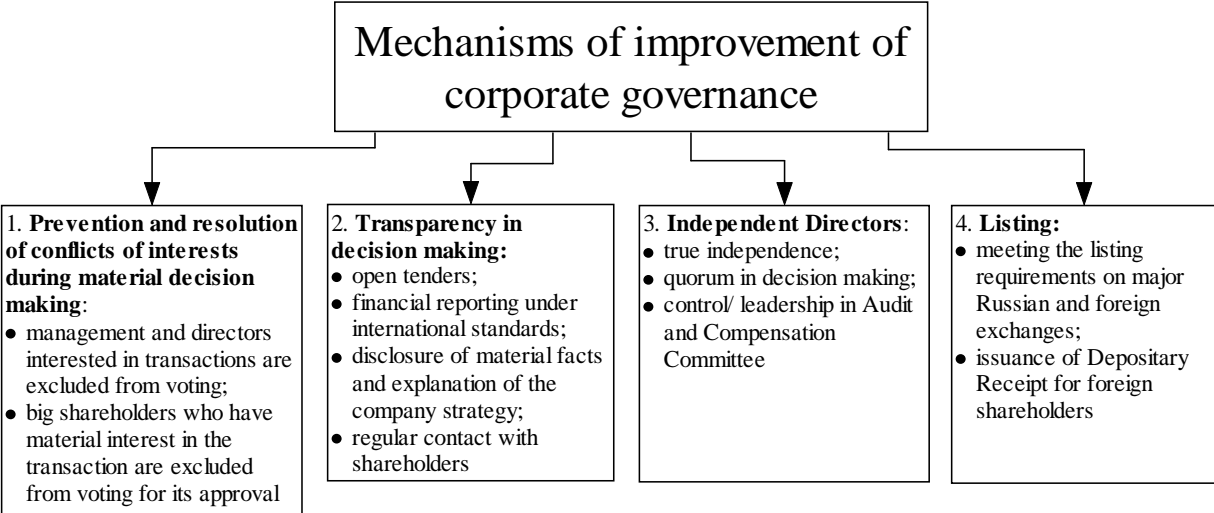 Mechanisms of improvement of
corporate governance
1. Prevention and resolution
of conflicts of interests
during material decision
making:
● management and directors
interested in transactions are
excluded from voting;
● big shareholders who have
material interest in the
transaction are excluded
from voting for its approval
2. Transparency in
decision making:
● open tenders;
● financial reporting under
international standards;
● disclosure of material facts
and explanation of the
company strategy;
● regular contact with
shareholders
3. Independent Directors:
● true independence;
● quorum in decision making;
● control/ leadership in Audit
and Compensation
Committee
4. Listing:
● meeting the listing
requirements on major
Russian and foreign
exchanges;
● issuance of Depositary
Receipt for foreign
shareholders